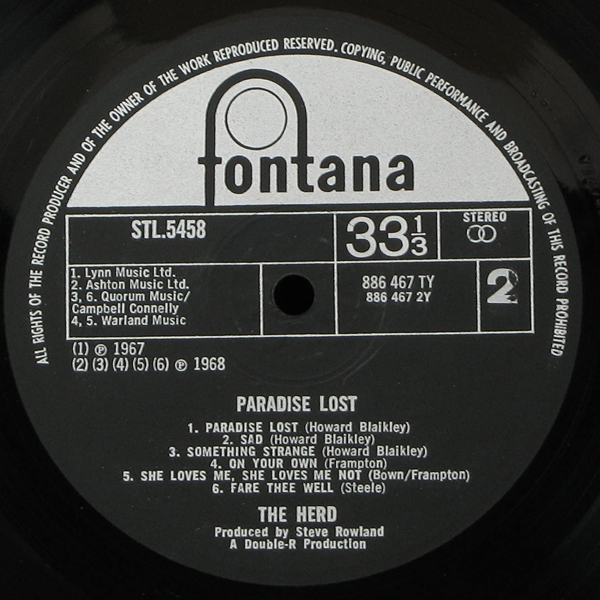 ALL RIGHTS OF THE RECORD PRODUCER AND OF THE OWNER OF THE WORK REPRODUCED RESERVED. COPYING, PUBLIC PERFORMANCE AND BROADCASTING OF THIS RECORD PROHIBITED
fontana
STL.5458
33 1/3
STEREO
1. Lynn Music Ltd.
2. Ashton Music Ltd.
3, 6. Quorum Music/
Campbell Connelly
4, 5. Warland Music
886 467 TY
886 467 2Y
2
(1) ℗ 1967
(2) (3) (4) (5) (6) ℗ 1968
PARADISE LOST
1. PARADISE LOST (Howard Blaikley)
2. SAD (Howard Blaikley)
3. SOMETHING STRANGE (Howard Blaikley)
4. ON YOUR OWN (Frampton)
5. SHE LOVES ME, SHE LOVES ME NOT (Bown/Frampton)
6. FARE THEE WELL (Steele)
THE HERD
Produced by Steve Rowland
A Double-R Production